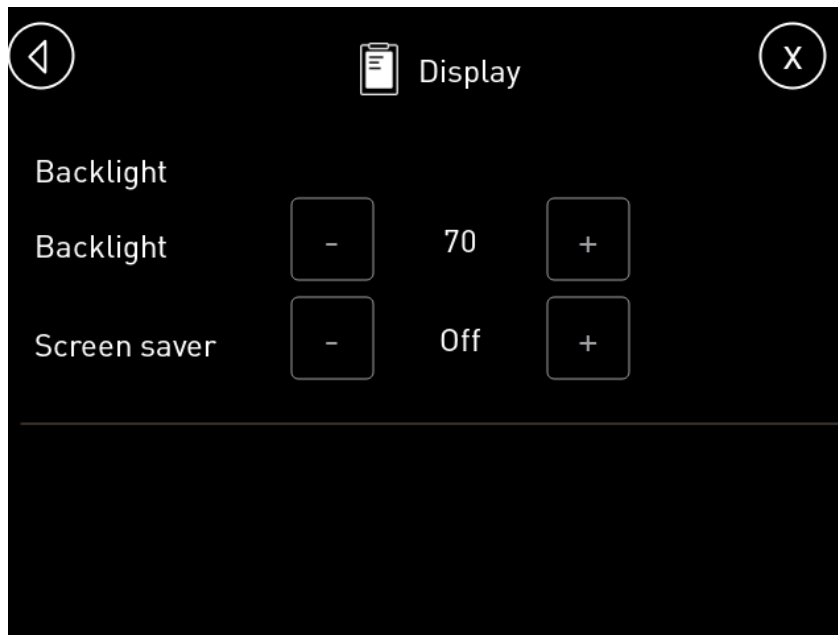 Display
X
Backlight
Backlight - 70 +
Screen saver - Off +